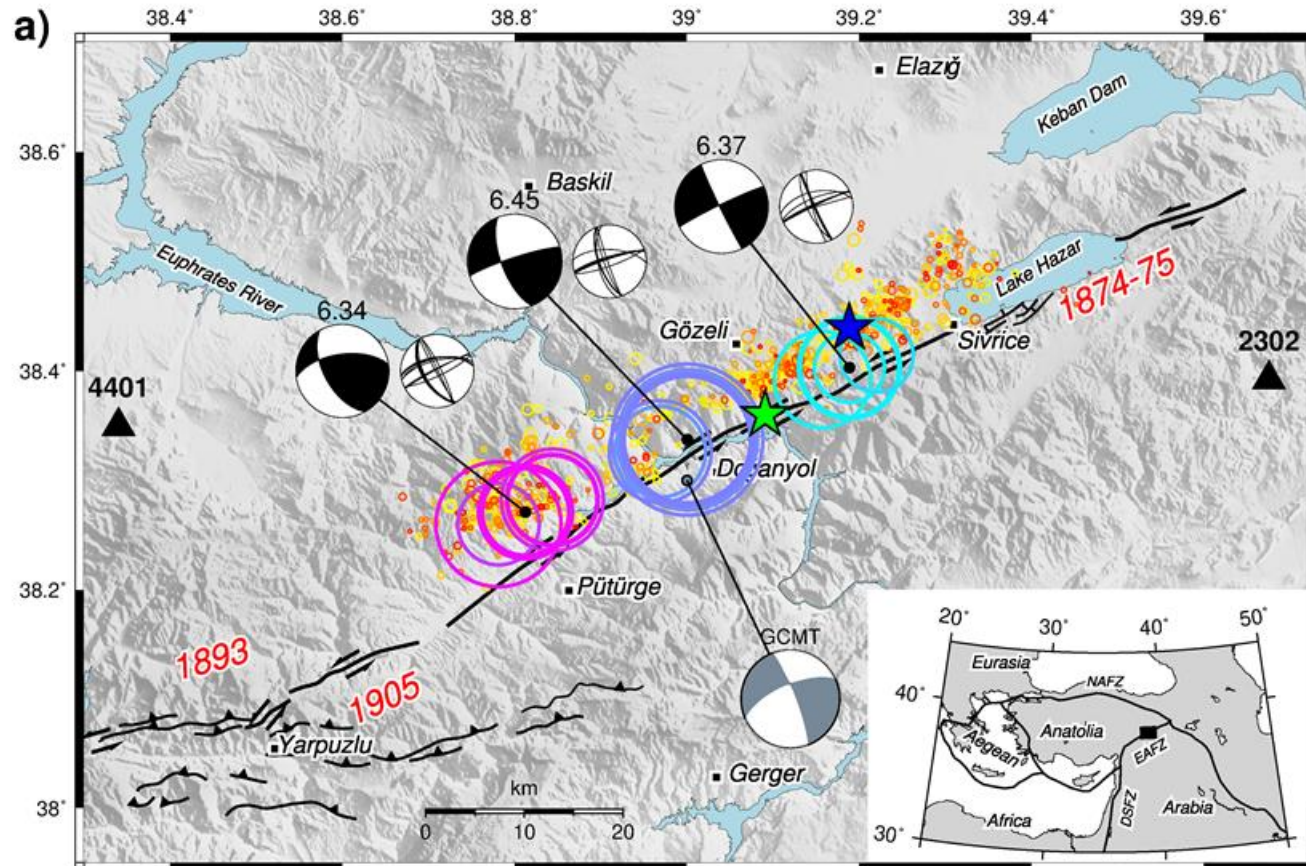 a)
38.4° 38.6° 38.8° 39° 39.2° 39.4° 39.6°
38.6°
38.4°
38.2°
38°
Elazığ
Keban Dam
Baskil
6.37
6.45
6.34
Euphrates River
Lake Hazar
1874-75
Gözeli
Sivrice
4401
2302
Doğanyol
Pütürge
GCMT
1893
1905
Yarpuzlu
Gerger
km
0 10 20
20° 30° 40° 50°
Eurasia
NAFZ
40°
Anatolia
Aegean
EAFZ
DSFZ
Africa
Arabia
30°